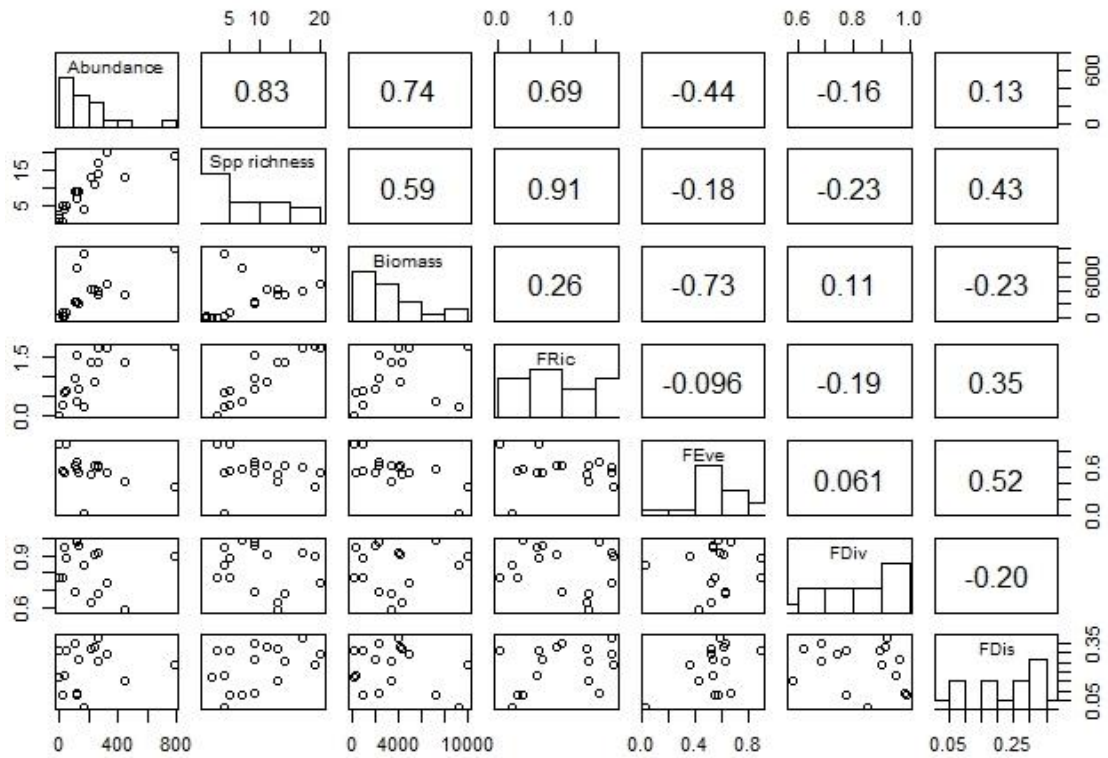 5 10 20 0.0 1.0 0.6 0.8 1.0
Abundance 0.83 0.74 0.69 -0.44 -0.16 0.13 0 600
5 15 Spp richness 0.59 0.91 -0.18 -0.23 0.43
Biomass 0.26 -0.73 0.11 -0.23 0 6000
0.0 1.5 FRic -0.096 -0.19 0.35
FEve 0.061 0.52 0.0 0.6
0.6 0.9 FDiv -0.20
FDis 0.05 0.35
0 400 800 0 4000 10000 0.0 0.4 0.8 0.05 0.25